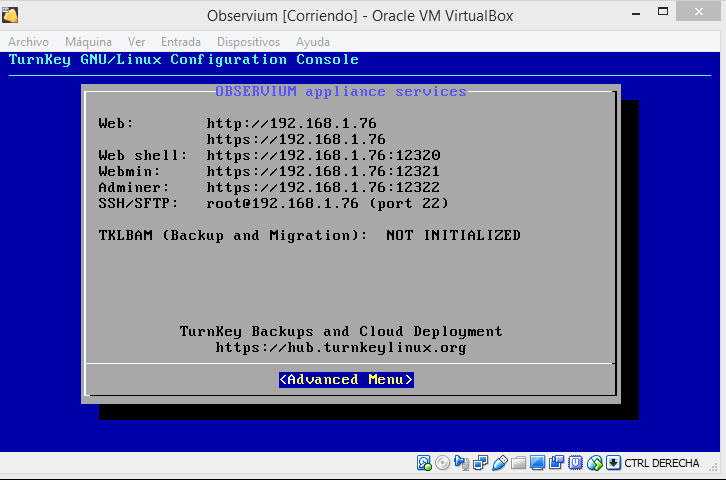 Observium [Corriendo] - Oracle VM VirtualBox
Archivo Máquina Ver Entrada Dispositivos Ayuda
TurnKey GNU/Linux Configuration Console
OBSERVIUM appliance services
Web: http://192.168.1.76
https://192.168.1.76
Web shell: https://192.168.1.76:12320
Webmin: https://192.168.1.76:12321
Adminer: https://192.168.1.76:12322
SSH/SFTP: root@192.168.1.76 (port 22)
TKLBAM (Backup and Migration): NOT INITIALIZED
TurnKey Backups and Cloud Deployment
https://hub.turnkeylinux.org
<Advanced Menu>
CTRL DERECHA